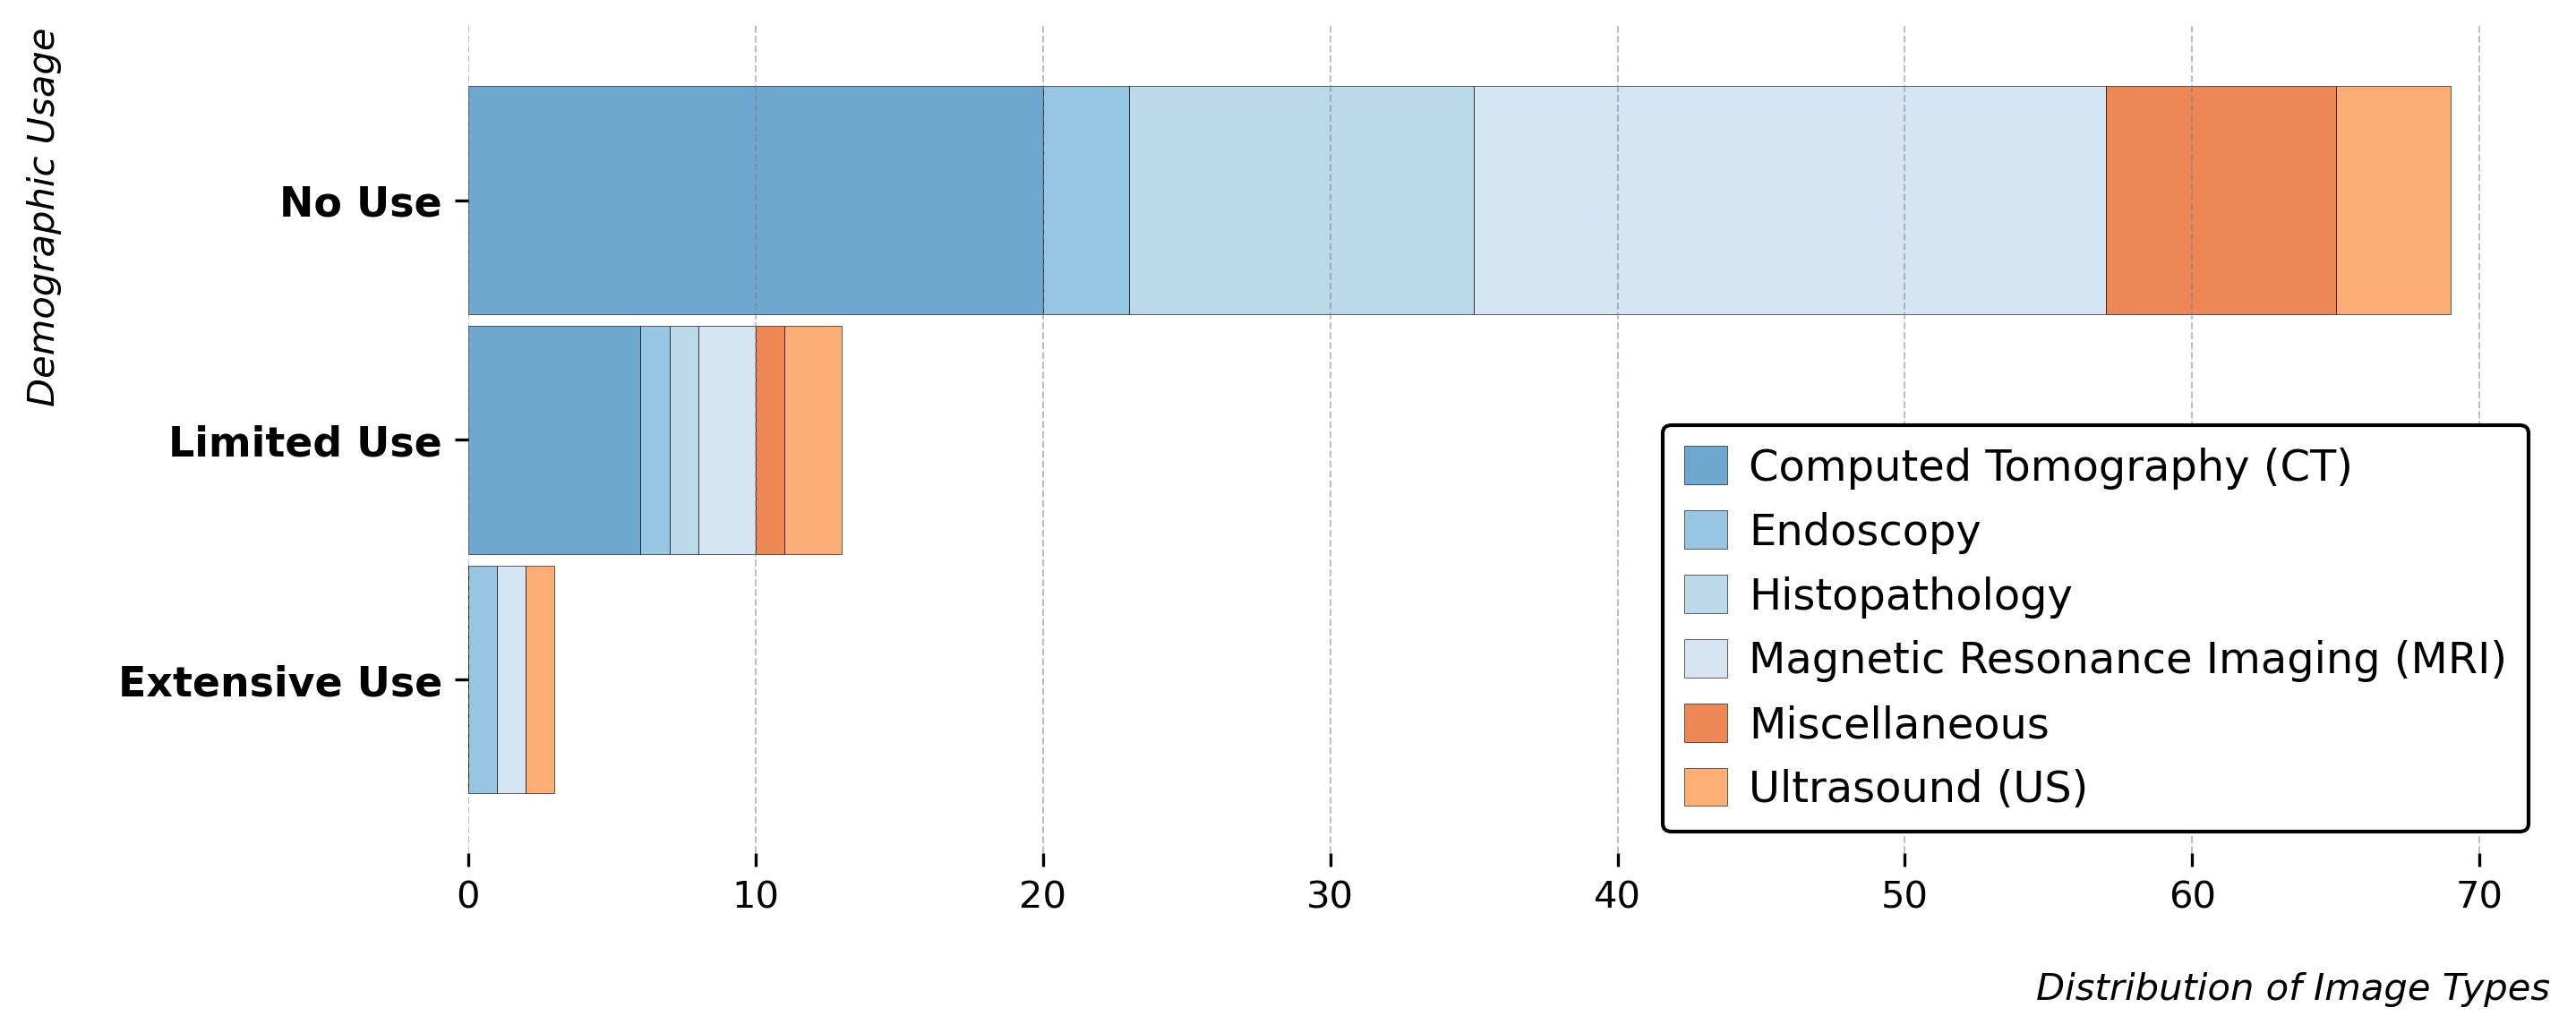 Demographic Usage
No Use
Limited Use
Extensive Use
Computed Tomography (CT)
Endoscopy
Histopathology
Magnetic Resonance Imaging (MRI)
Miscellaneous
Ultrasound (US)
0 10 20 30 40 50 60 70
Distribution of Image Types